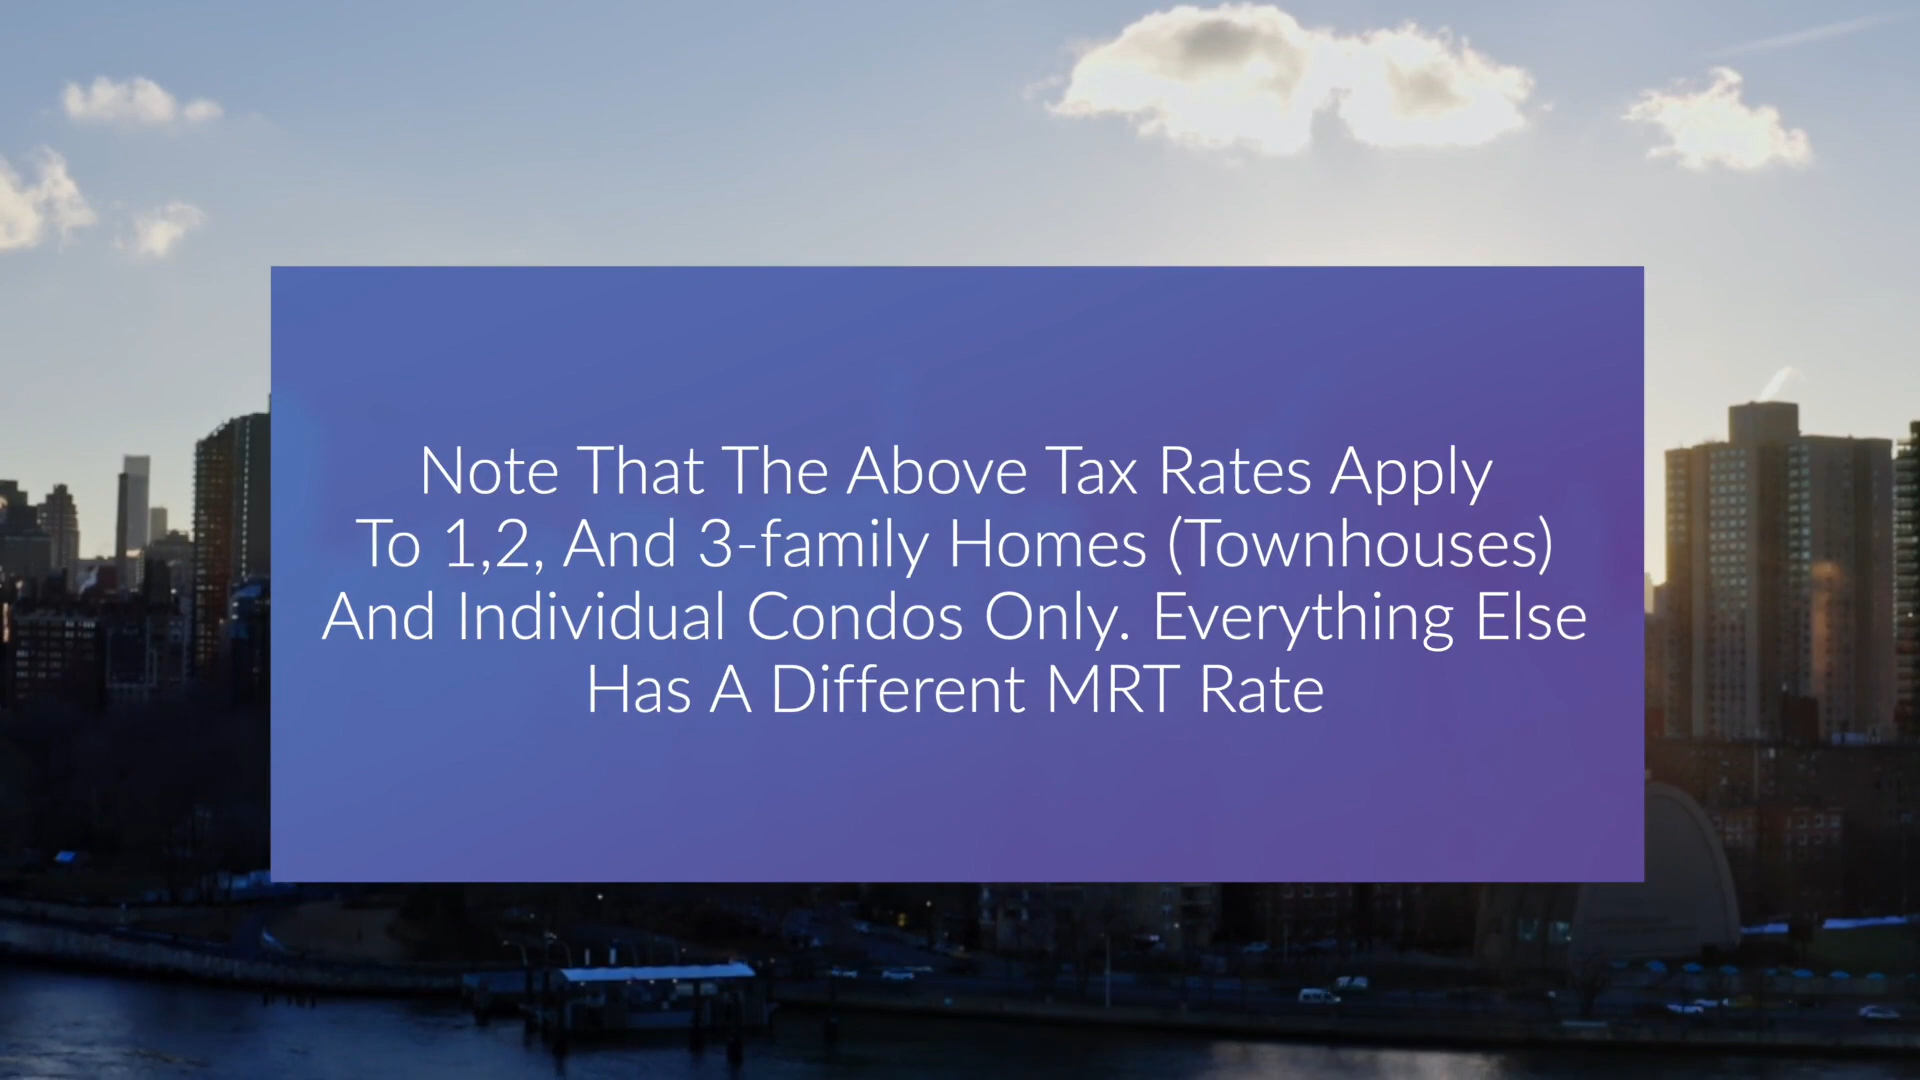 Note That The Above Tax Rates Apply
To 1,2, And 3-family Homes (Townhouses)
And Individual Condos Only. Everything Else
Has A Different MRT Rate